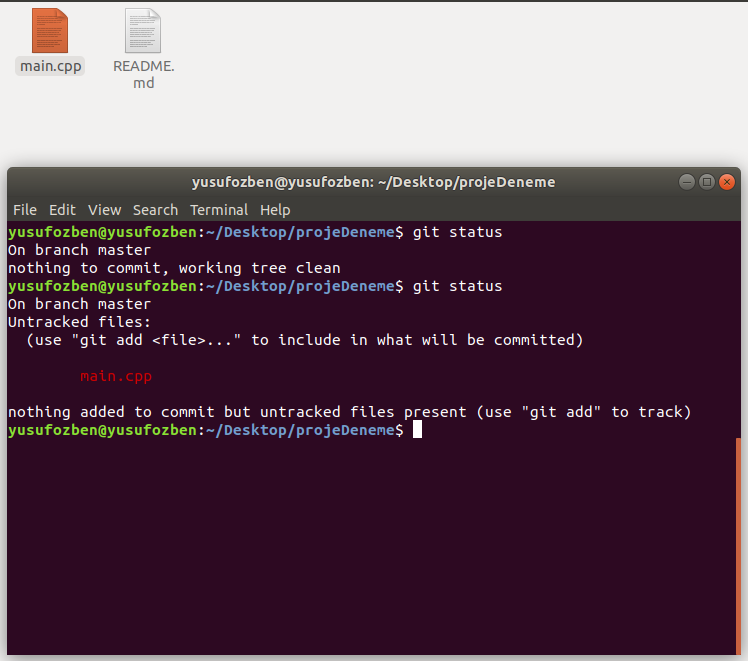 main.cpp
README.
md
yusufozben@yusufozben: ~/Desktop/projeDeneme
File Edit View Search Terminal Help
yusufozben@yusufozben:~/Desktop/projeDeneme$ git status
On branch master
nothing to commit, working tree clean
yusufozben@yusufozben:~/Desktop/projeDeneme$ git status
On branch master
Untracked files:
  (use "git add <file>..." to include in what will be committed)
        main.cpp
nothing added to commit but untracked files present (use "git add" to track)
yusufozben@yusufozben:~/Desktop/projeDeneme$